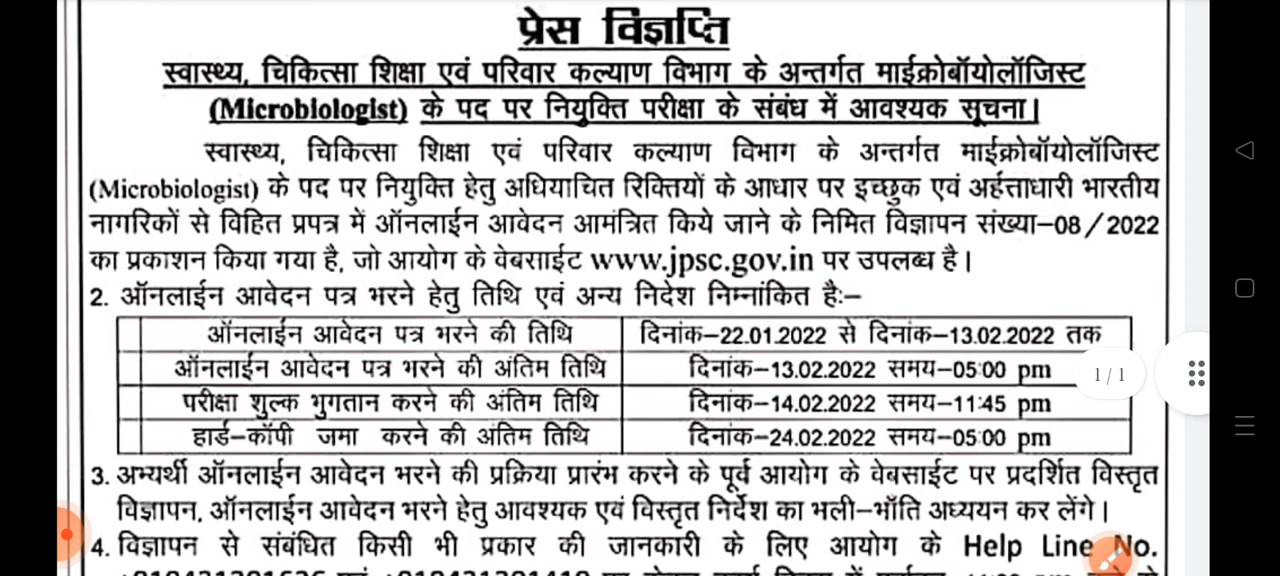 प्रेस विज्ञप्ति
स्वास्थ्य, चिकित्सा शिक्षा एवं परिवार कल्याण विभाग के अन्तर्गत माईक्रोबॉयोलॉजिस्ट
(Microbiologist) के पद पर नियुक्ति परीक्षा के संबंध में आवश्यक सूचना।
स्वास्थ्य, चिकित्सा शिक्षा एवं परिवार कल्याण विभाग के अन्तर्गत माईक्रोबॉयोलॉजिस्ट
(Microbiologist) के पद पर नियुक्ति हेतु अधियाचित रिक्तियों के आधार पर इच्छुक एवं अर्हत्ताधारी भारतीय
नागरिकों से विहित प्रपत्र में ऑनलाईन आवेदन आमंत्रित किये जाने के निमित विज्ञापन संख्या–08/2022
का प्रकाशन किया गया है, जो आयोग के वेबसाईट www.jpsc.gov.in पर उपलब्ध है।
2. ऑनलाईन आवेदन पत्र भरने हेतु तिथि एवं अन्य निदेश निम्नांकित हैः–
ऑनलाईन आवेदन पत्र भरने की तिथि दिनांक–22.01.2022 से दिनांक–13.02.2022 तक
ऑनलाईन आवेदन पत्र भरने की अंतिम तिथि दिनांक–13.02.2022 समय–05:00 pm
1/1
परीक्षा शुल्क भुगतान करने की अंतिम तिथि दिनांक–14.02.2022 समय–11:45 pm
हार्ड–कॉपी जमा करने की अंतिम तिथि दिनांक–24.02.2022 समय–05:00 pm
3. अभ्यर्थी ऑनलाईन आवेदन भरने की प्रक्रिया प्रारंभ करने के पूर्व आयोग के वेबसाईट पर प्रदर्शित विस्तृत
विज्ञापन, ऑनलाईन आवेदन भरने हेतु आवश्यक एवं विस्तृत निर्देश का भली–भाँति अध्ययन कर लेंगे।
4. विज्ञापन से संबंधित किसी भी प्रकार की जानकारी के लिए आयोग के Help Line No.